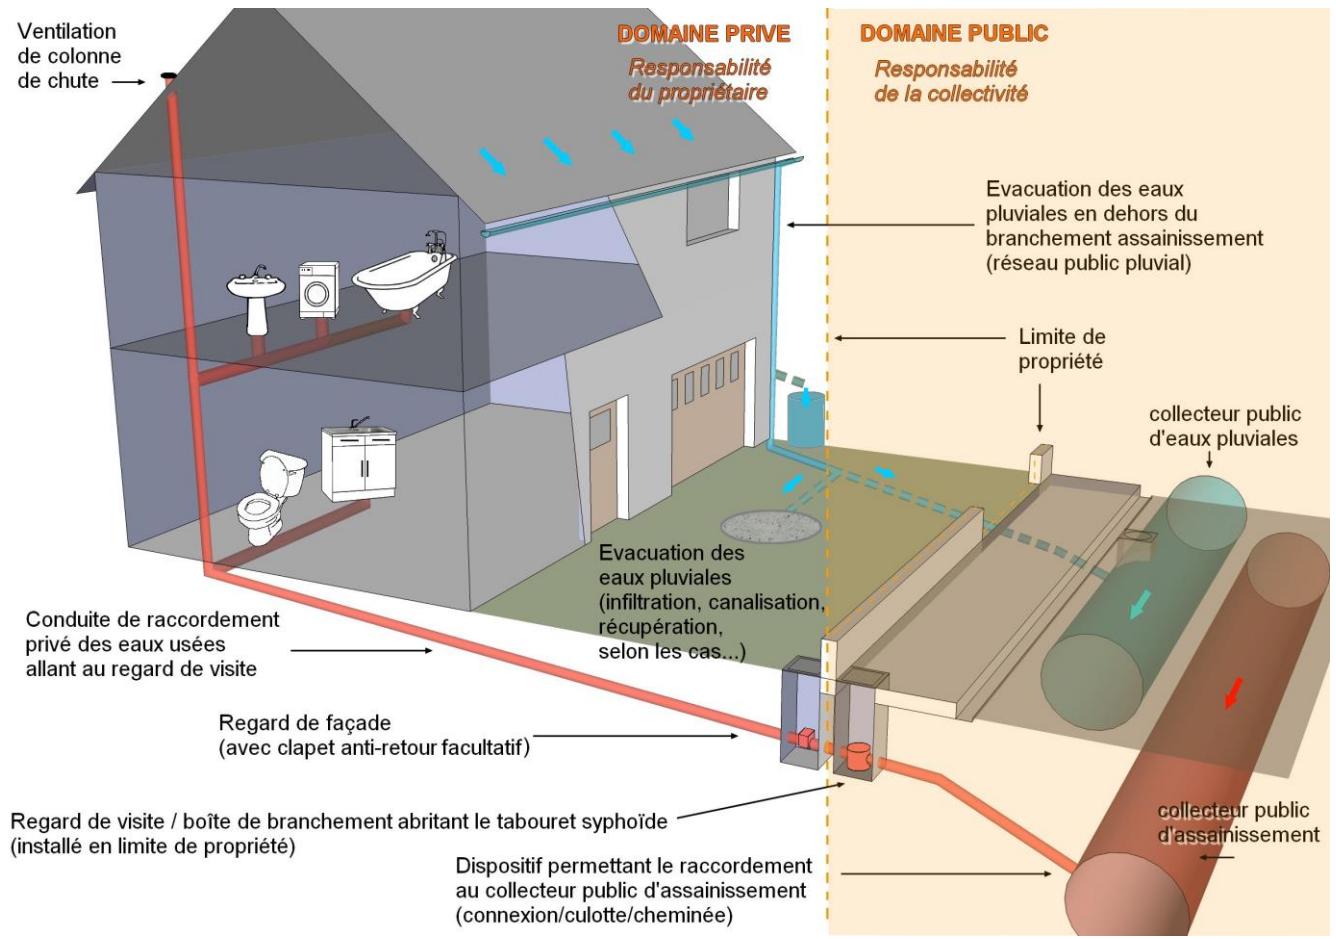 Ventilation
de colonne
de chute
DOMAINE PRIVE
Responsabilité
du propriétaire
DOMAINE PUBLIC
Responsabilité
de la collectivité
Evacuation des eaux
pluviales en dehors du
branchement assainissement
(réseau public pluvial)
Limite de
propriété
collecteur public
d'eaux pluviales
Evacuation des
eaux pluviales
(infiltration, canalisation,
récupération,
selon les cas...)
Conduite de raccordement
privé des eaux usées
allant au regard de visite
Regard de façade
(avec clapet anti-retour facultatif)
Regard de visite / boîte de branchement abritant le tabouret syphoïde
(installé en limite de propriété)
collecteur public
d'assainissement
Dispositif permettant le raccordement
au collecteur public d'assainissement
(connexion/culotte/cheminée)